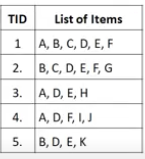 TID List of Items
1 A, B, C, D, E, F
2. B, C, D, E, F, G
3. A, D, E, H
4. A, D, F, I, J
5. B, D, E, K